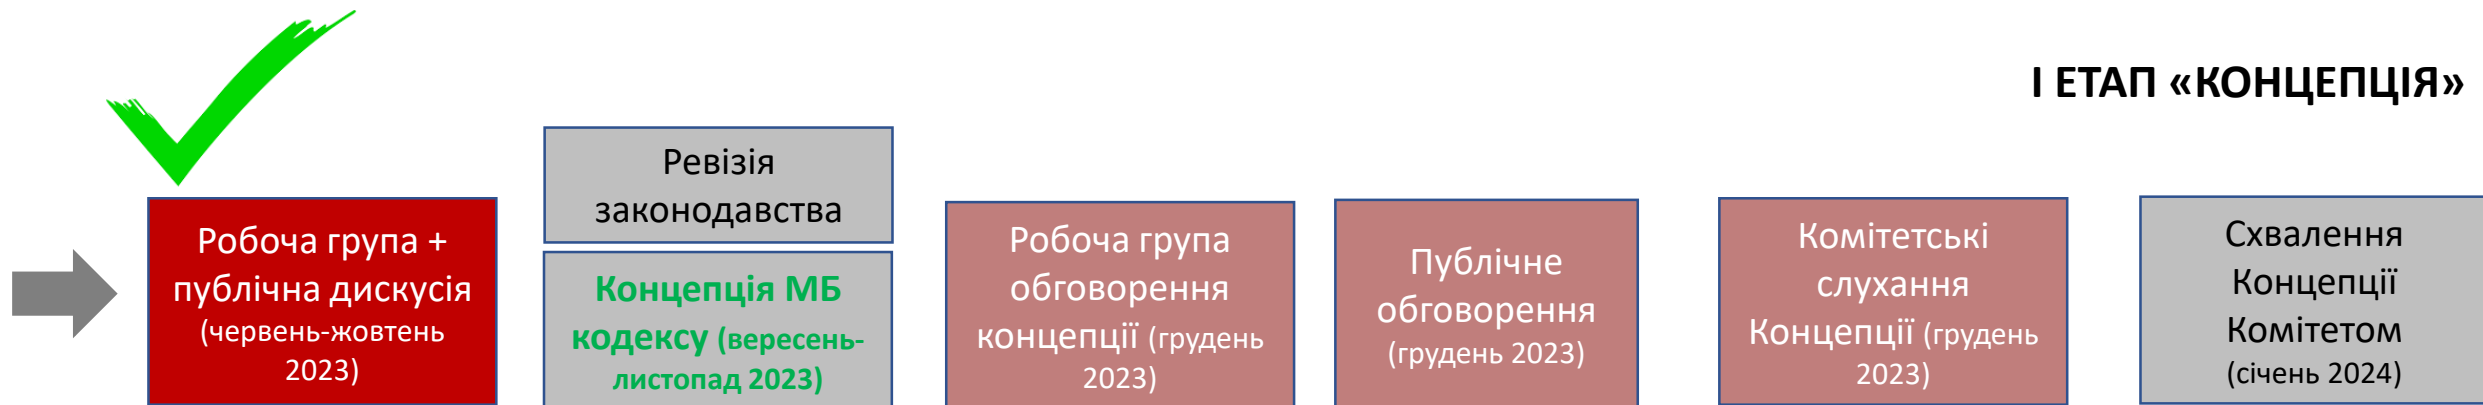 І ЕТАП «КОНЦЕПЦІЯ»
Робоча група +
публічна дискусія
(червень-жовтень
2023)
Ревізія
законодавства
Концепція МБ
кодексу (вересень-
листопад 2023)
Робоча група
обговорення
концепції (грудень
2023)
Публічне
обговорення
(грудень 2023)
Комітетські
слухання
Концепції (грудень
2023)
Схвалення
Концепції
Комітетом
(січень 2024)